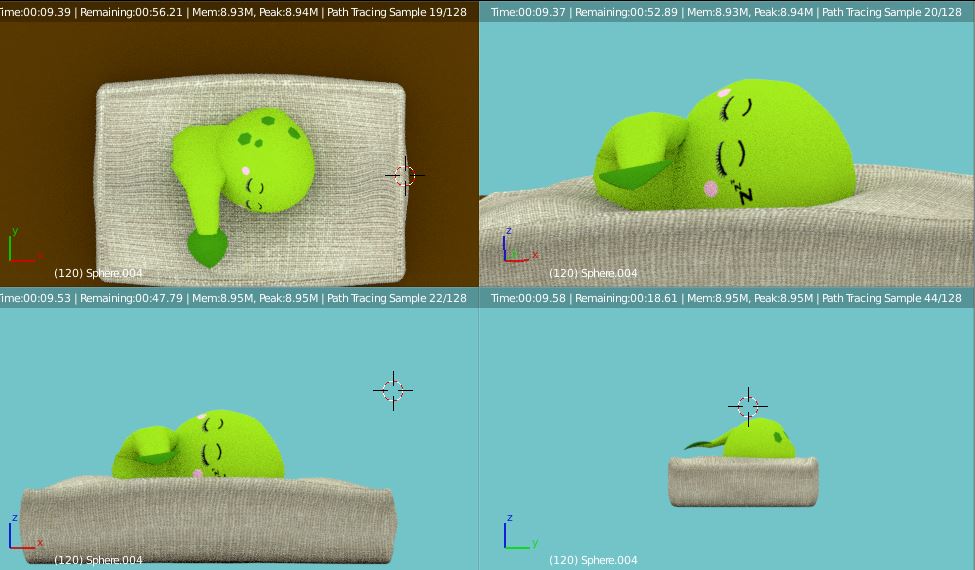 Time:00:09.39 | Remaining:00:56.21 | Mem:8.93M, Peak:8.94M | Path Tracing Sample 19/128
Time:00:09.37 | Remaining:00:52.89 | Mem:8.93M, Peak:8.94M | Path Tracing Sample 20/128
y
x
(120) Sphere.004
z z Z
z
x
(120) Sphere.004
Time:00:09.53 | Remaining:00:47.79 | Mem:8.95M, Peak:8.95M | Path Tracing Sample 22/128
Time:00:09.58 | Remaining:00:18.61 | Mem:8.95M, Peak:8.95M | Path Tracing Sample 44/128
z
x
(120) Sphere.004
z
y
(120) Sphere.004